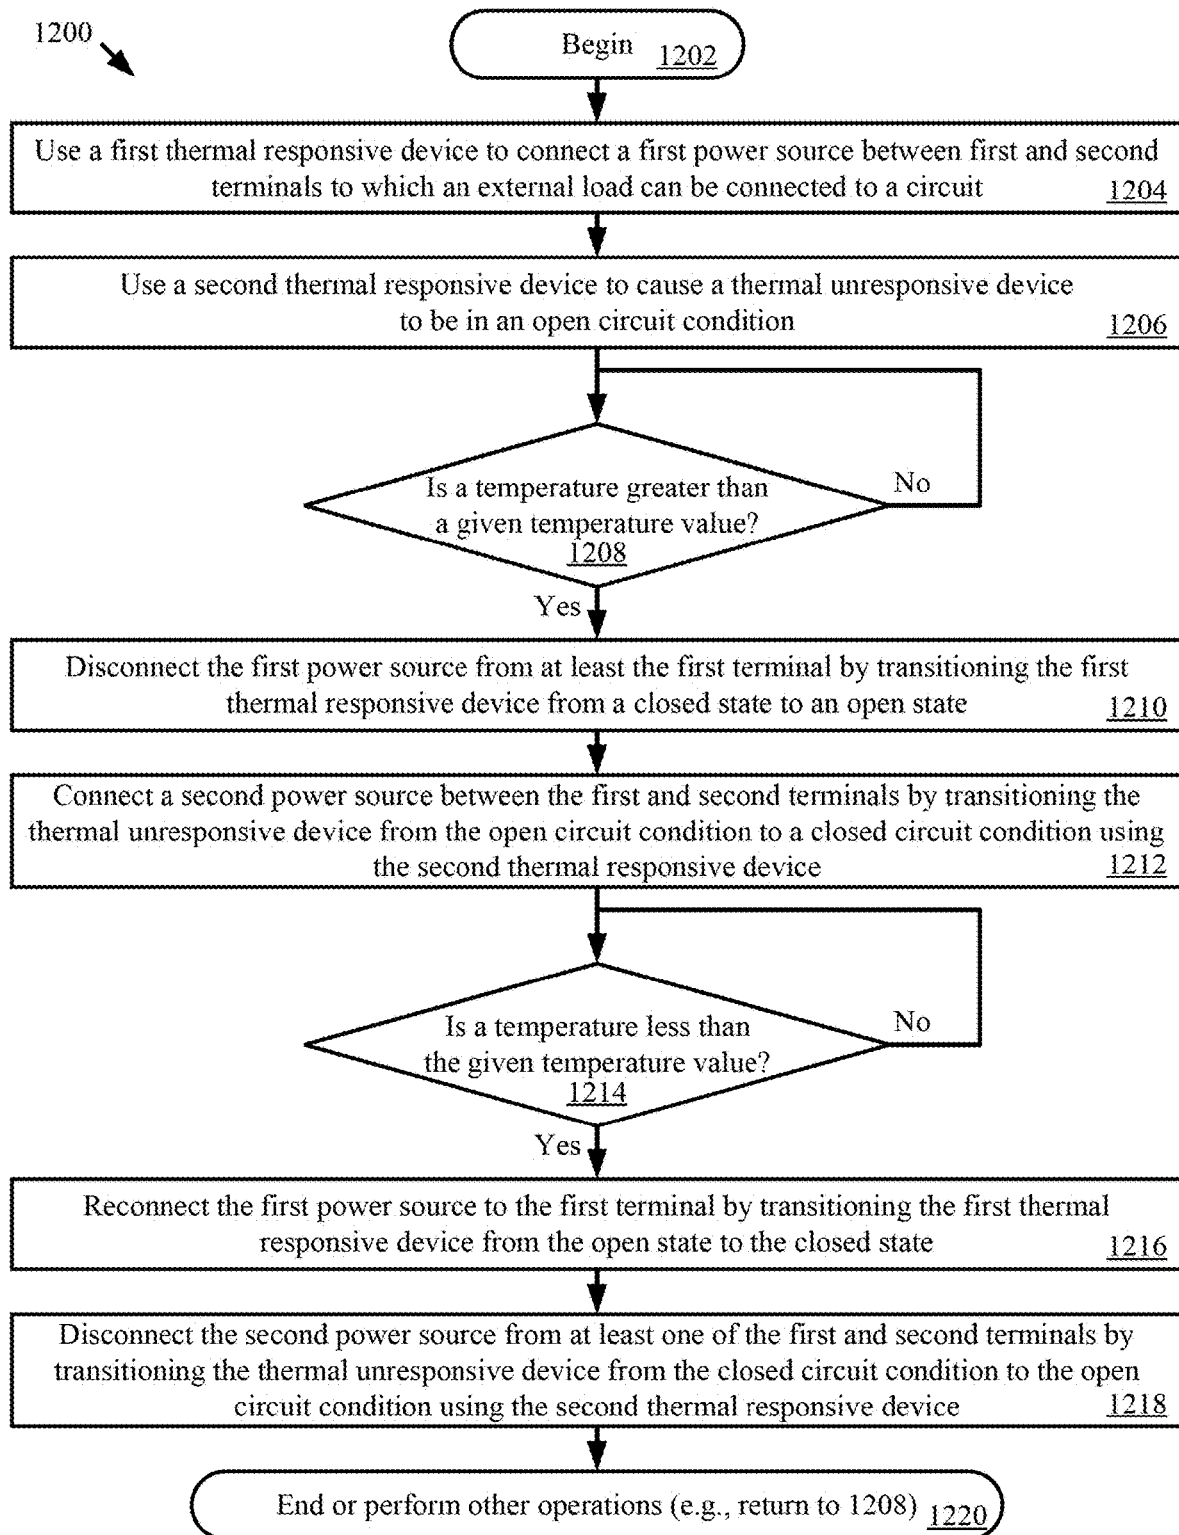 1200
Begin 1202
Use a first thermal responsive device to connect a first power source between first and second
terminals to which an external load can be connected to a circuit 1204
Use a second thermal responsive device to cause a thermal unresponsive device
to be in an open circuit condition 1206
Is a temperature greater than
a given temperature value?
1208
No
Yes
Disconnect the first power source from at least the first terminal by transitioning the first
thermal responsive device from a closed state to an open state 1210
Connect a second power source between the first and second terminals by transitioning the
thermal unresponsive device from the open circuit condition to a closed circuit condition using
the second thermal responsive device 1212
Is a temperature less than
the given temperature value?
1214
No
Yes
Reconnect the first power source to the first terminal by transitioning the first thermal
responsive device from the open state to the closed state 1216
Disconnect the second power source from at least one of the first and second terminals by
transitioning the thermal unresponsive device from the closed circuit condition to the open
circuit condition using the second thermal responsive device 1218
End or perform other operations (e.g., return to 1208) 1220